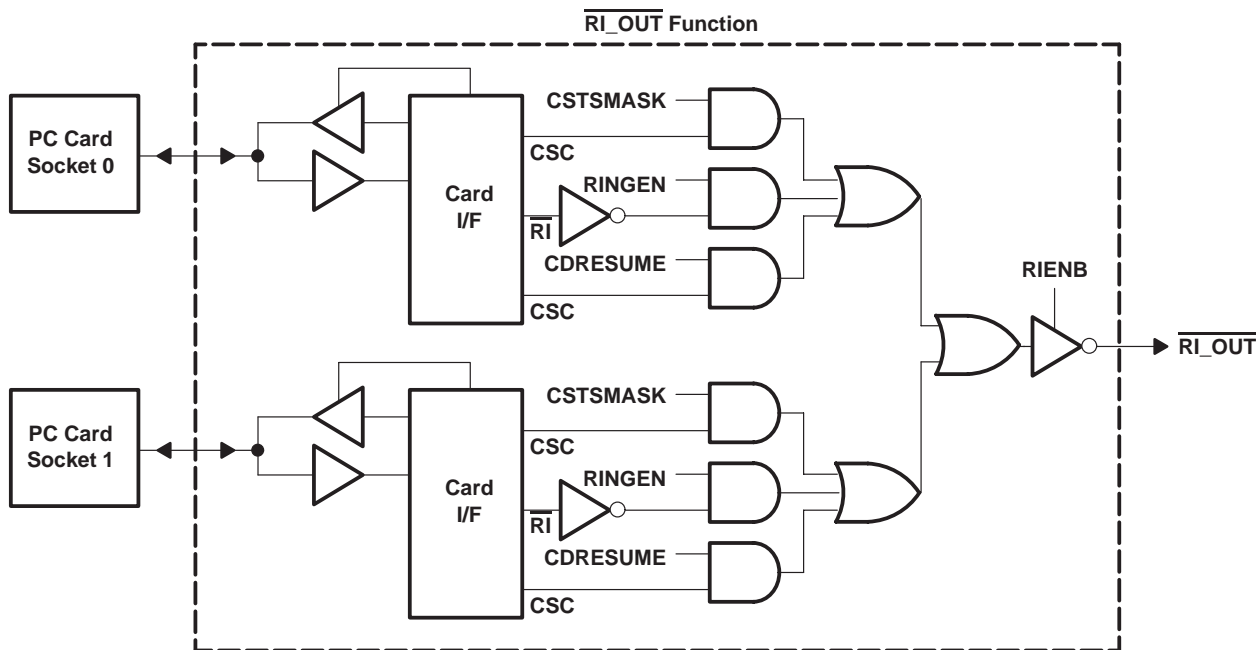 RI_OUT Function
PC Card
Socket 0
Card
I/F
CSTSMASK
CSC
RINGEN
RI
CDRESUME
CSC
RIENB
RI_OUT
PC Card
Socket 1
Card
I/F
CSTSMASK
CSC
RINGEN
RI
CDRESUME
CSC